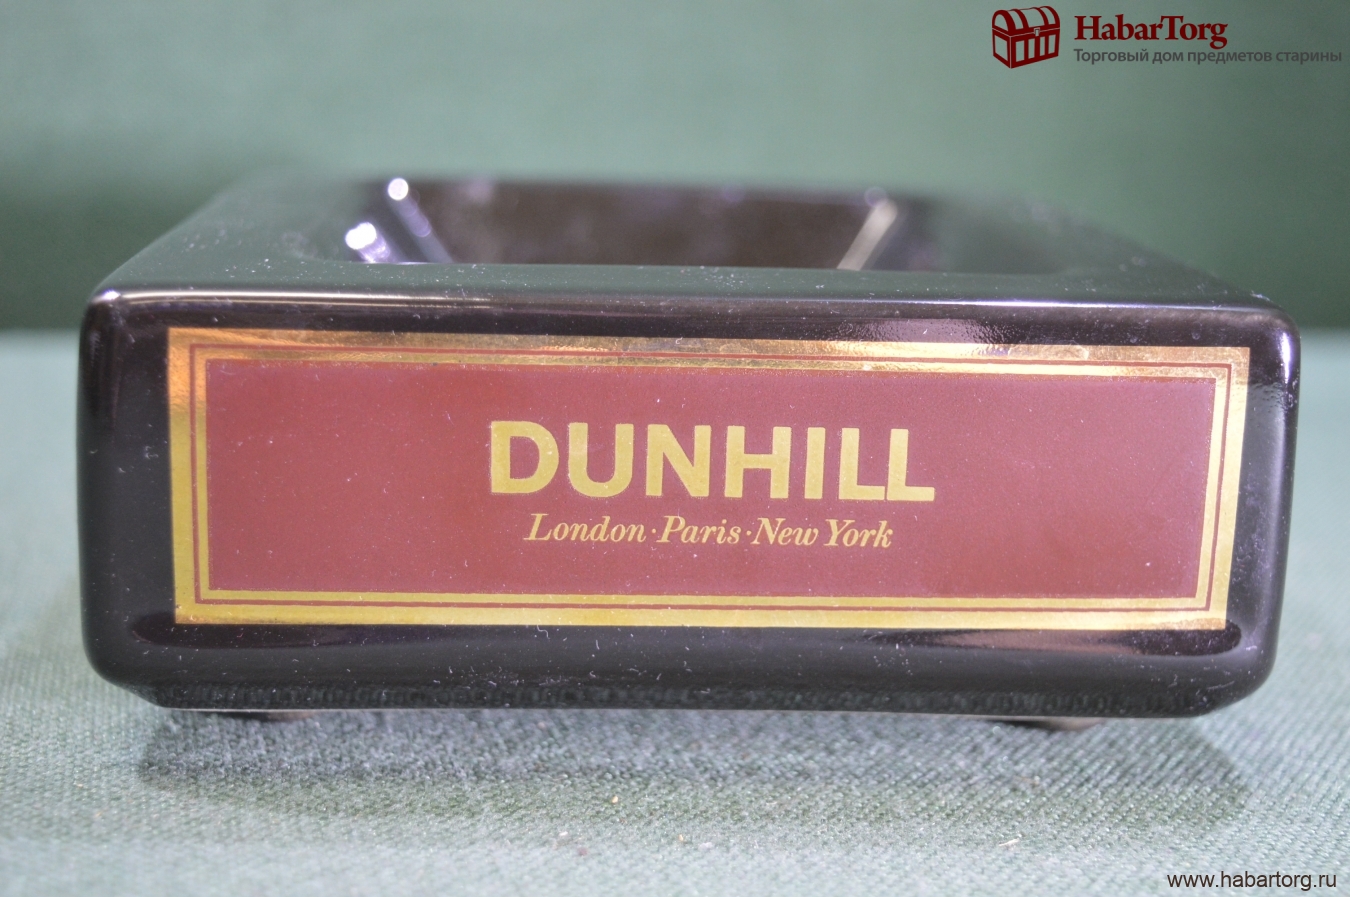 HabarTorg
Торговый дом предметов старины
DUNHILL
London·Paris·New York
www.habartorg.ru